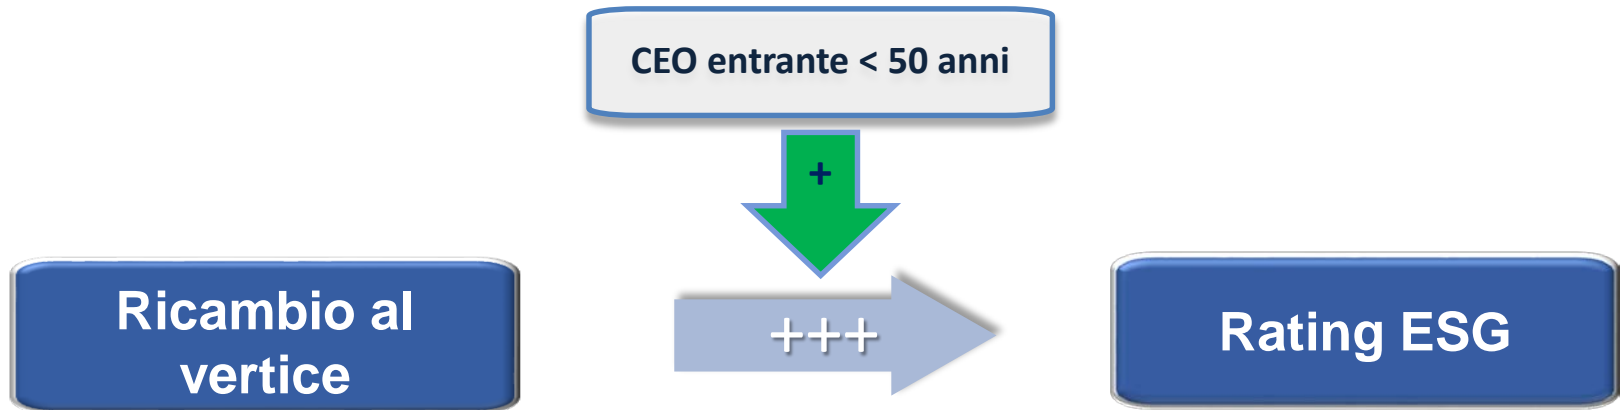 CEO entrante < 50 anni
+
Ricambio al
vertice
+++
Rating ESG